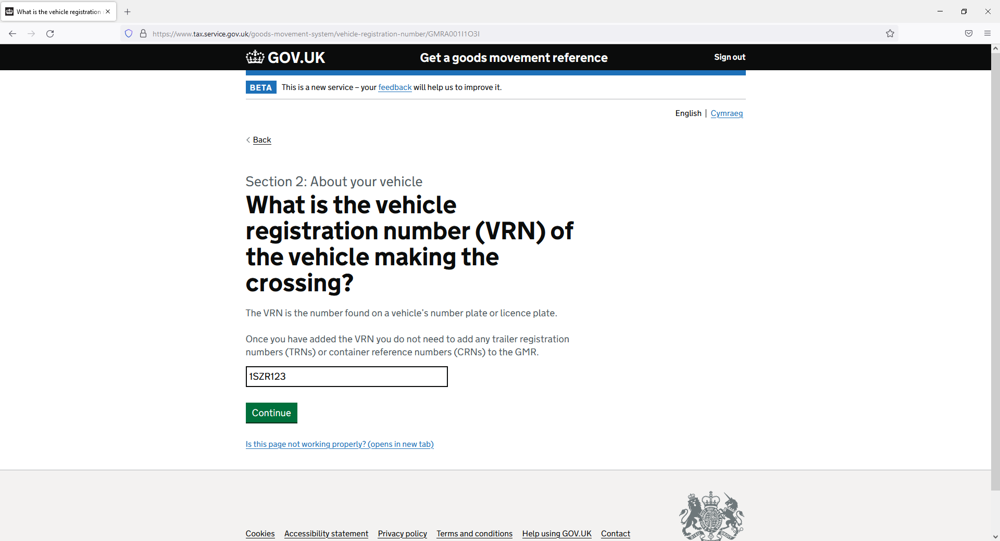 What is the vehicle registration
https://www.tax.service.gov.uk/goods-movement-system/vehicle-registration-number/GMRA001I1O3I
GOV.UK Get a goods movement reference Sign out
BETA This is a new service – your feedback will help us to improve it.
English | Cymraeg
Back
Section 2: About your vehicle
What is the vehicle
registration number (VRN) of
the vehicle making the
crossing?
The VRN is the number found on a vehicle’s number plate or licence plate.
Once you have added the VRN you do not need to add any trailer registration
numbers (TRNs) or container reference numbers (CRNs) to the GMR.
1SZR123
Continue
Is this page not working properly? (opens in new tab)
Cookies Accessibility statement Privacy policy Terms and conditions Help using GOV.UK Contact